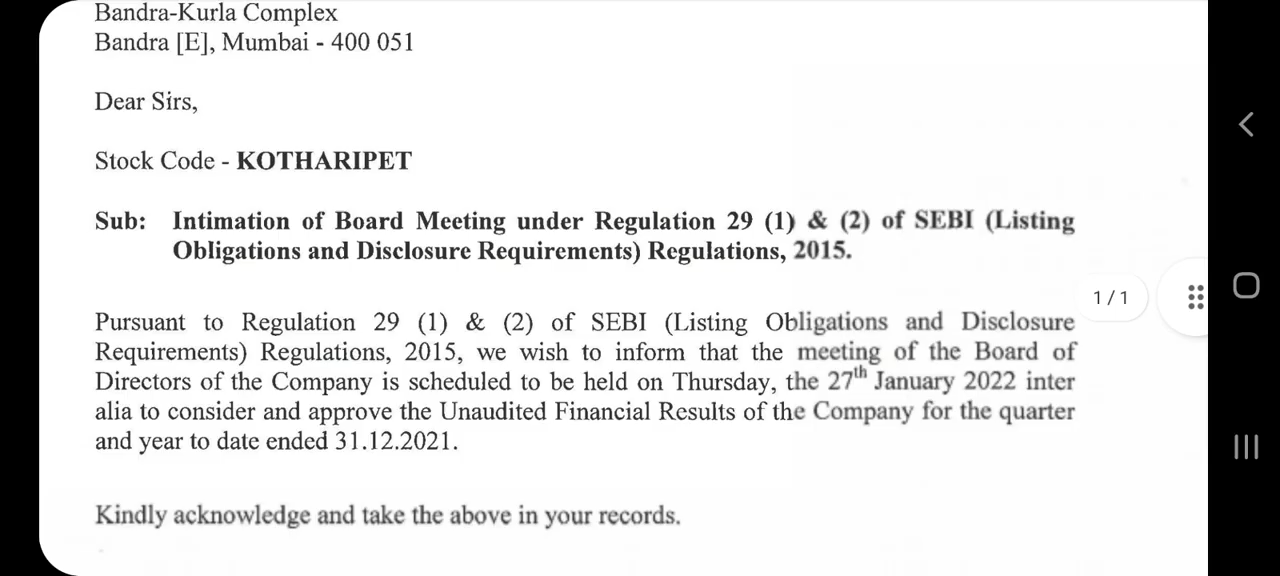 Bandra-Kurla Complex
Bandra [E], Mumbai - 400 051
Dear Sirs,
Stock Code - KOTHARIPET
Sub: Intimation of Board Meeting under Regulation 29 (1) & (2) of SEBI (Listing
Obligations and Disclosure Requirements) Regulations, 2015.
1 / 1
Pursuant to Regulation 29 (1) & (2) of SEBI (Listing Obligations and Disclosure
Requirements) Regulations, 2015, we wish to inform that the meeting of the Board of
Directors of the Company is scheduled to be held on Thursday, the 27th January 2022 inter
alia to consider and approve the Unaudited Financial Results of the Company for the quarter
and year to date ended 31.12.2021.
Kindly acknowledge and take the above in your records.